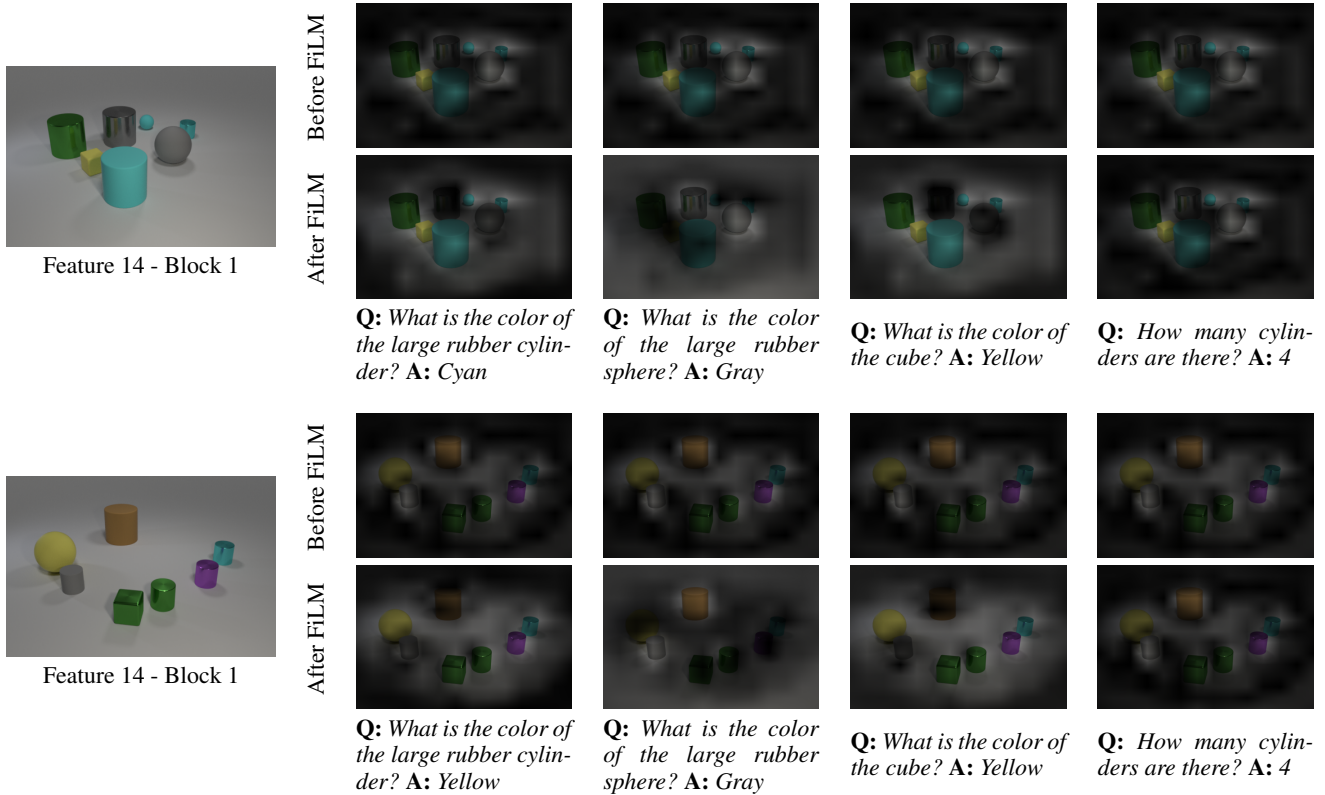 Before FiLM
After FiLM
Feature 14 - Block 1
Q: What is the color of
the large rubber cylin-
der? A: Cyan
Q: What is the color
of the large rubber
sphere? A: Gray
Q: What is the color of
the cube? A: Yellow
Q: How many cylin-
ders are there? A: 4
Before FiLM
After FiLM
Feature 14 - Block 1
Q: What is the color of
the large rubber cylin-
der? A: Yellow
Q: What is the color
of the large rubber
sphere? A: Gray
Q: What is the color of
the cube? A: Yellow
Q: How many cylin-
ders are there? A: 4